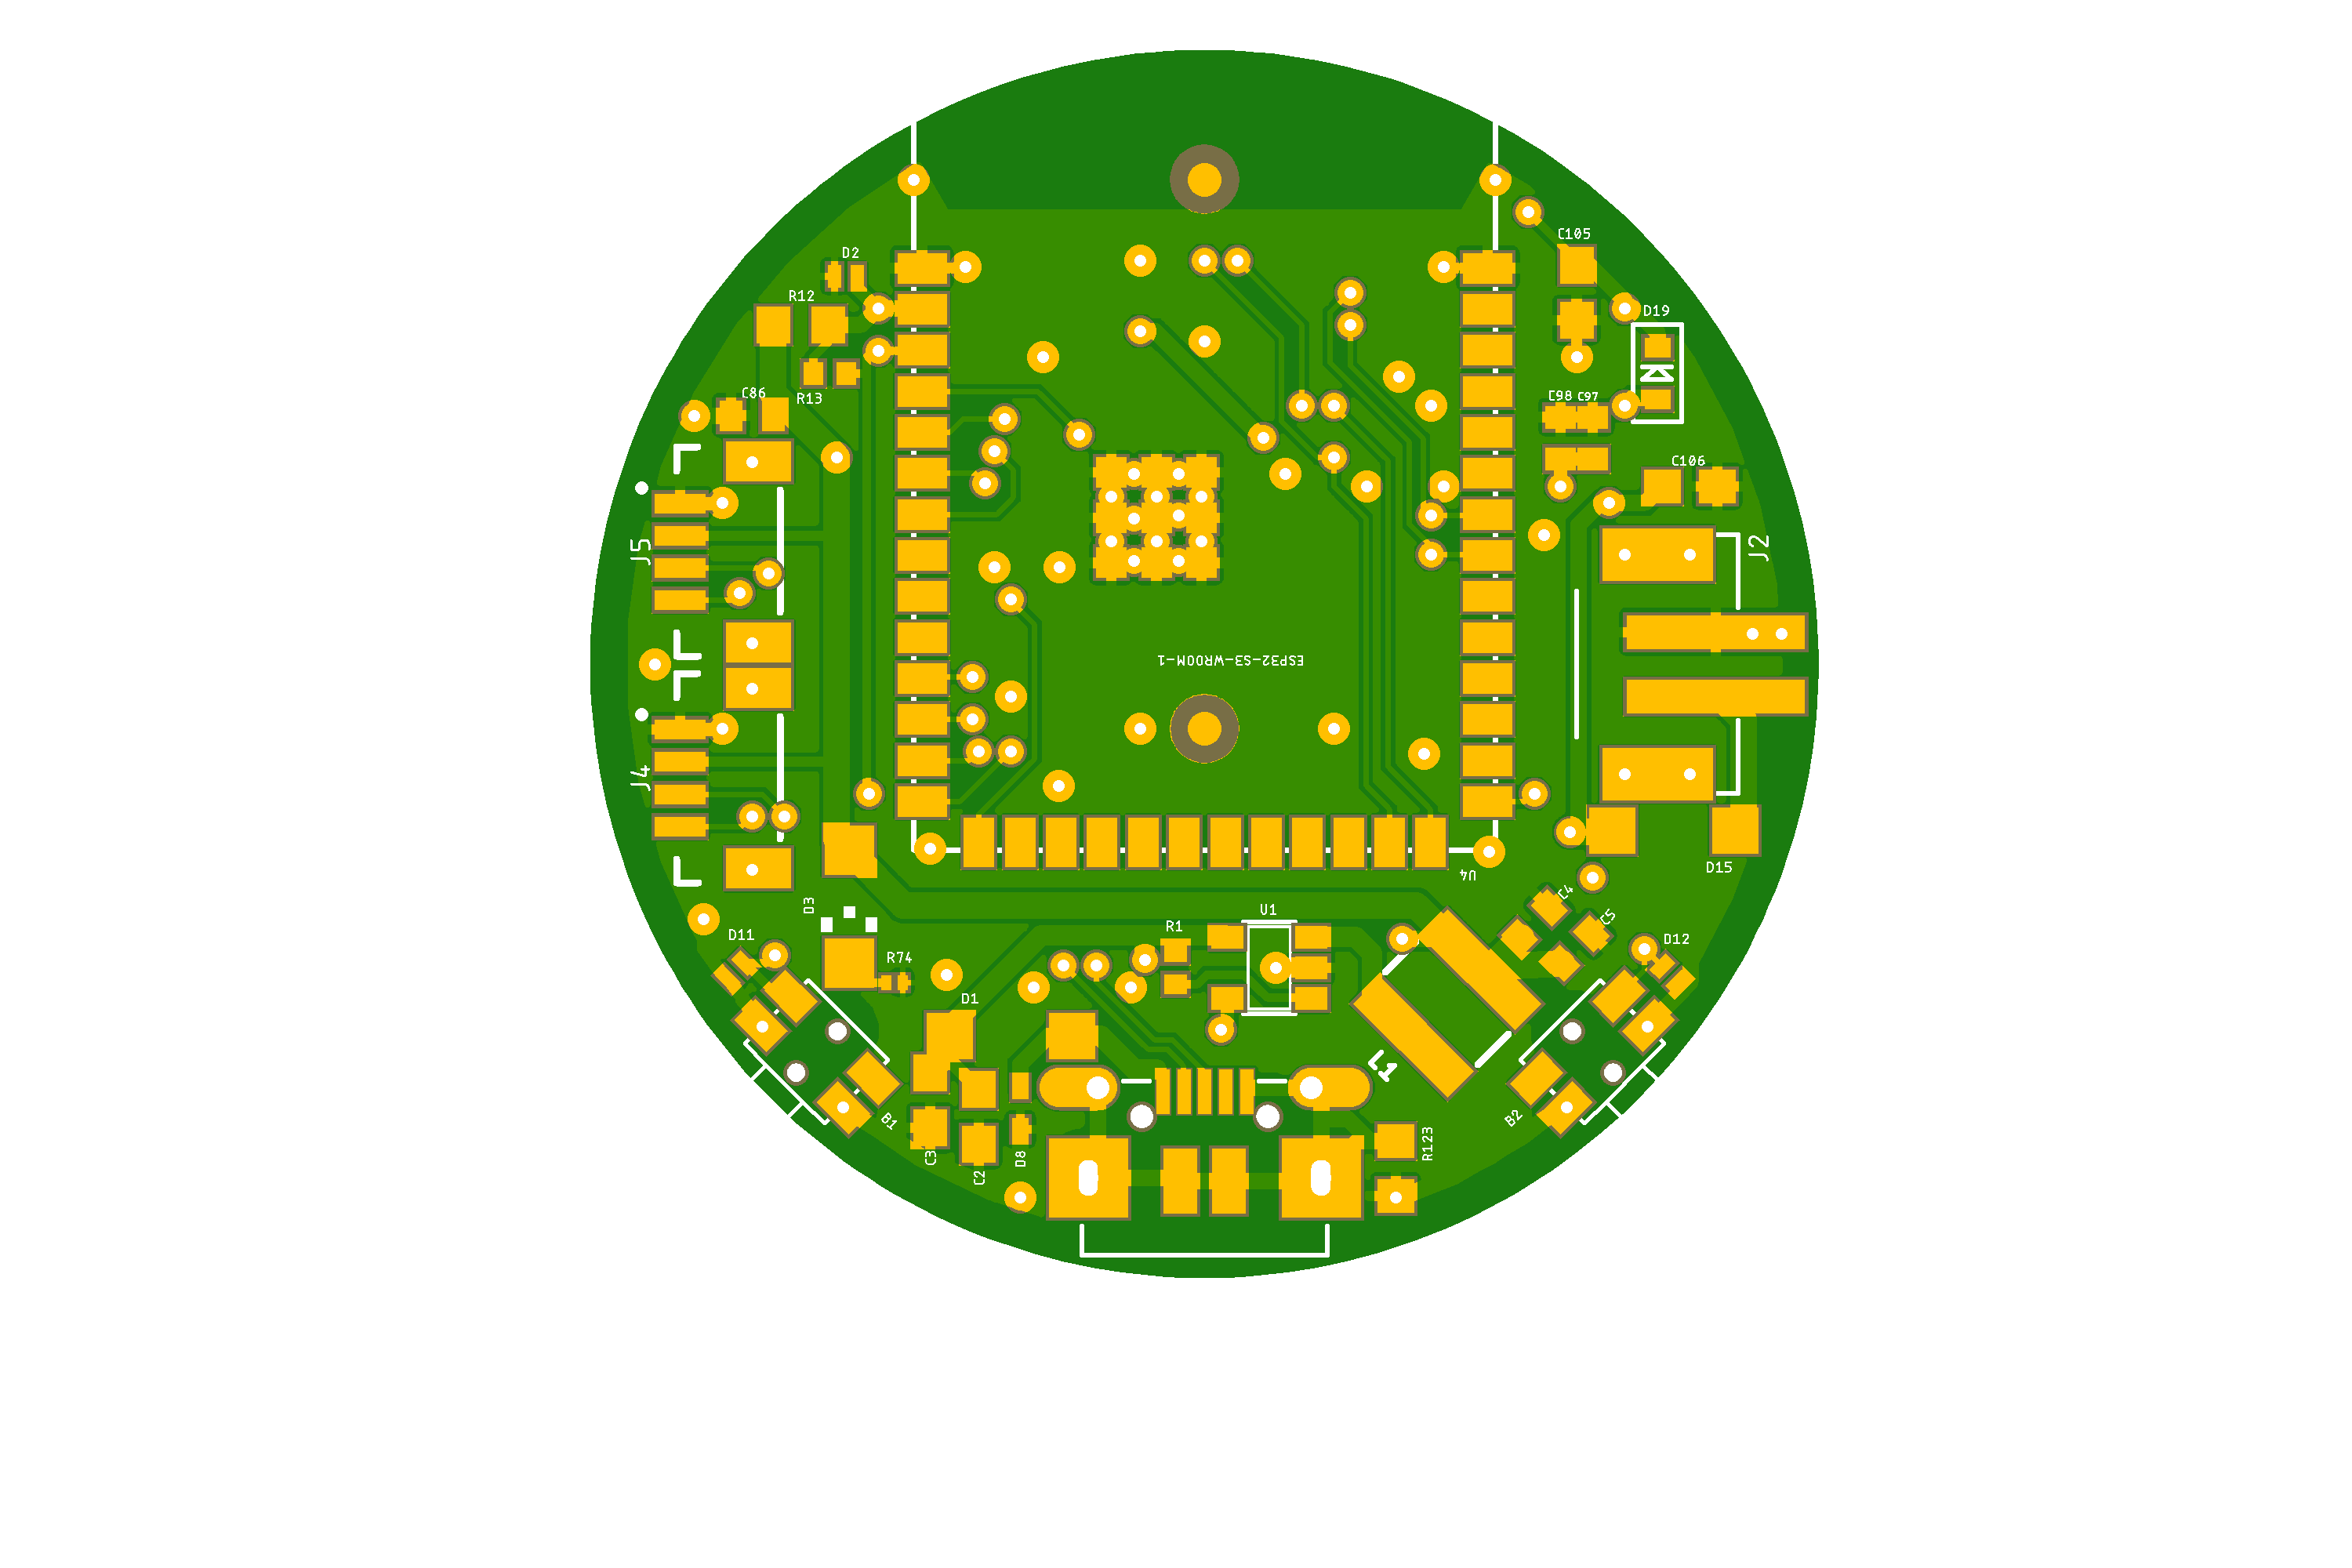 C105
D2
R12
D19
K
C86
R13
C98
C97
C106
J5
J2
ESP32-S3-WROOM-1
J4
D15
U4
D3
C4
U1
C5
R1
D11
D12
R74
D1
L1
B1
B2
R123
C3
D8
C2